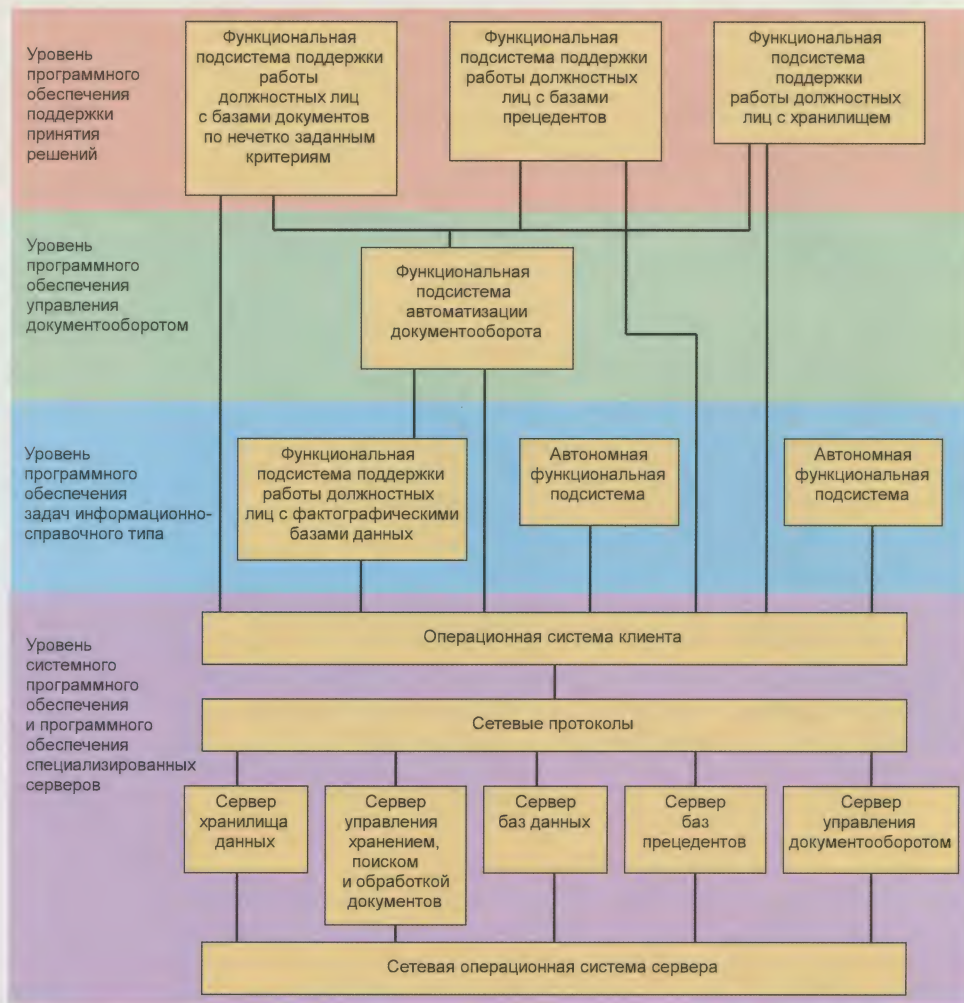 Уровень
программного
обеспечения
поддержки
принятия
решений
Функциональная
подсистема поддержки
работы
должностных лиц
с базами документов
по нечетко заданным
критериям
Функциональная
подсистема поддержки
работы должностных
лиц с базами
прецедентов
Функциональная
подсистема
поддержки
работы должностных
лиц с хранилищем
Уровень
программного
обеспечения
управления
документооборотом
Функциональная
подсистема
автоматизации
документооборота
Уровень
программного
обеспечения
задач информационно-
справочного типа
Функциональная
подсистема поддержки
работы должностных
лиц с фактографическими
базами данных
Автономная
функциональная
подсистема
Автономная
функциональная
подсистема
Уровень
системного
программного
обеспечения
и программного
обеспечения
специализированных
серверов
Операционная система клиента
Сетевые протоколы
Сервер
хранилища
данных
Сервер
управления
хранением,
поиском
и обработкой
документов
Сервер
баз данных
Сервер
баз
прецедентов
Сервер
управления
документооборотом
Сетевая операционная система сервера